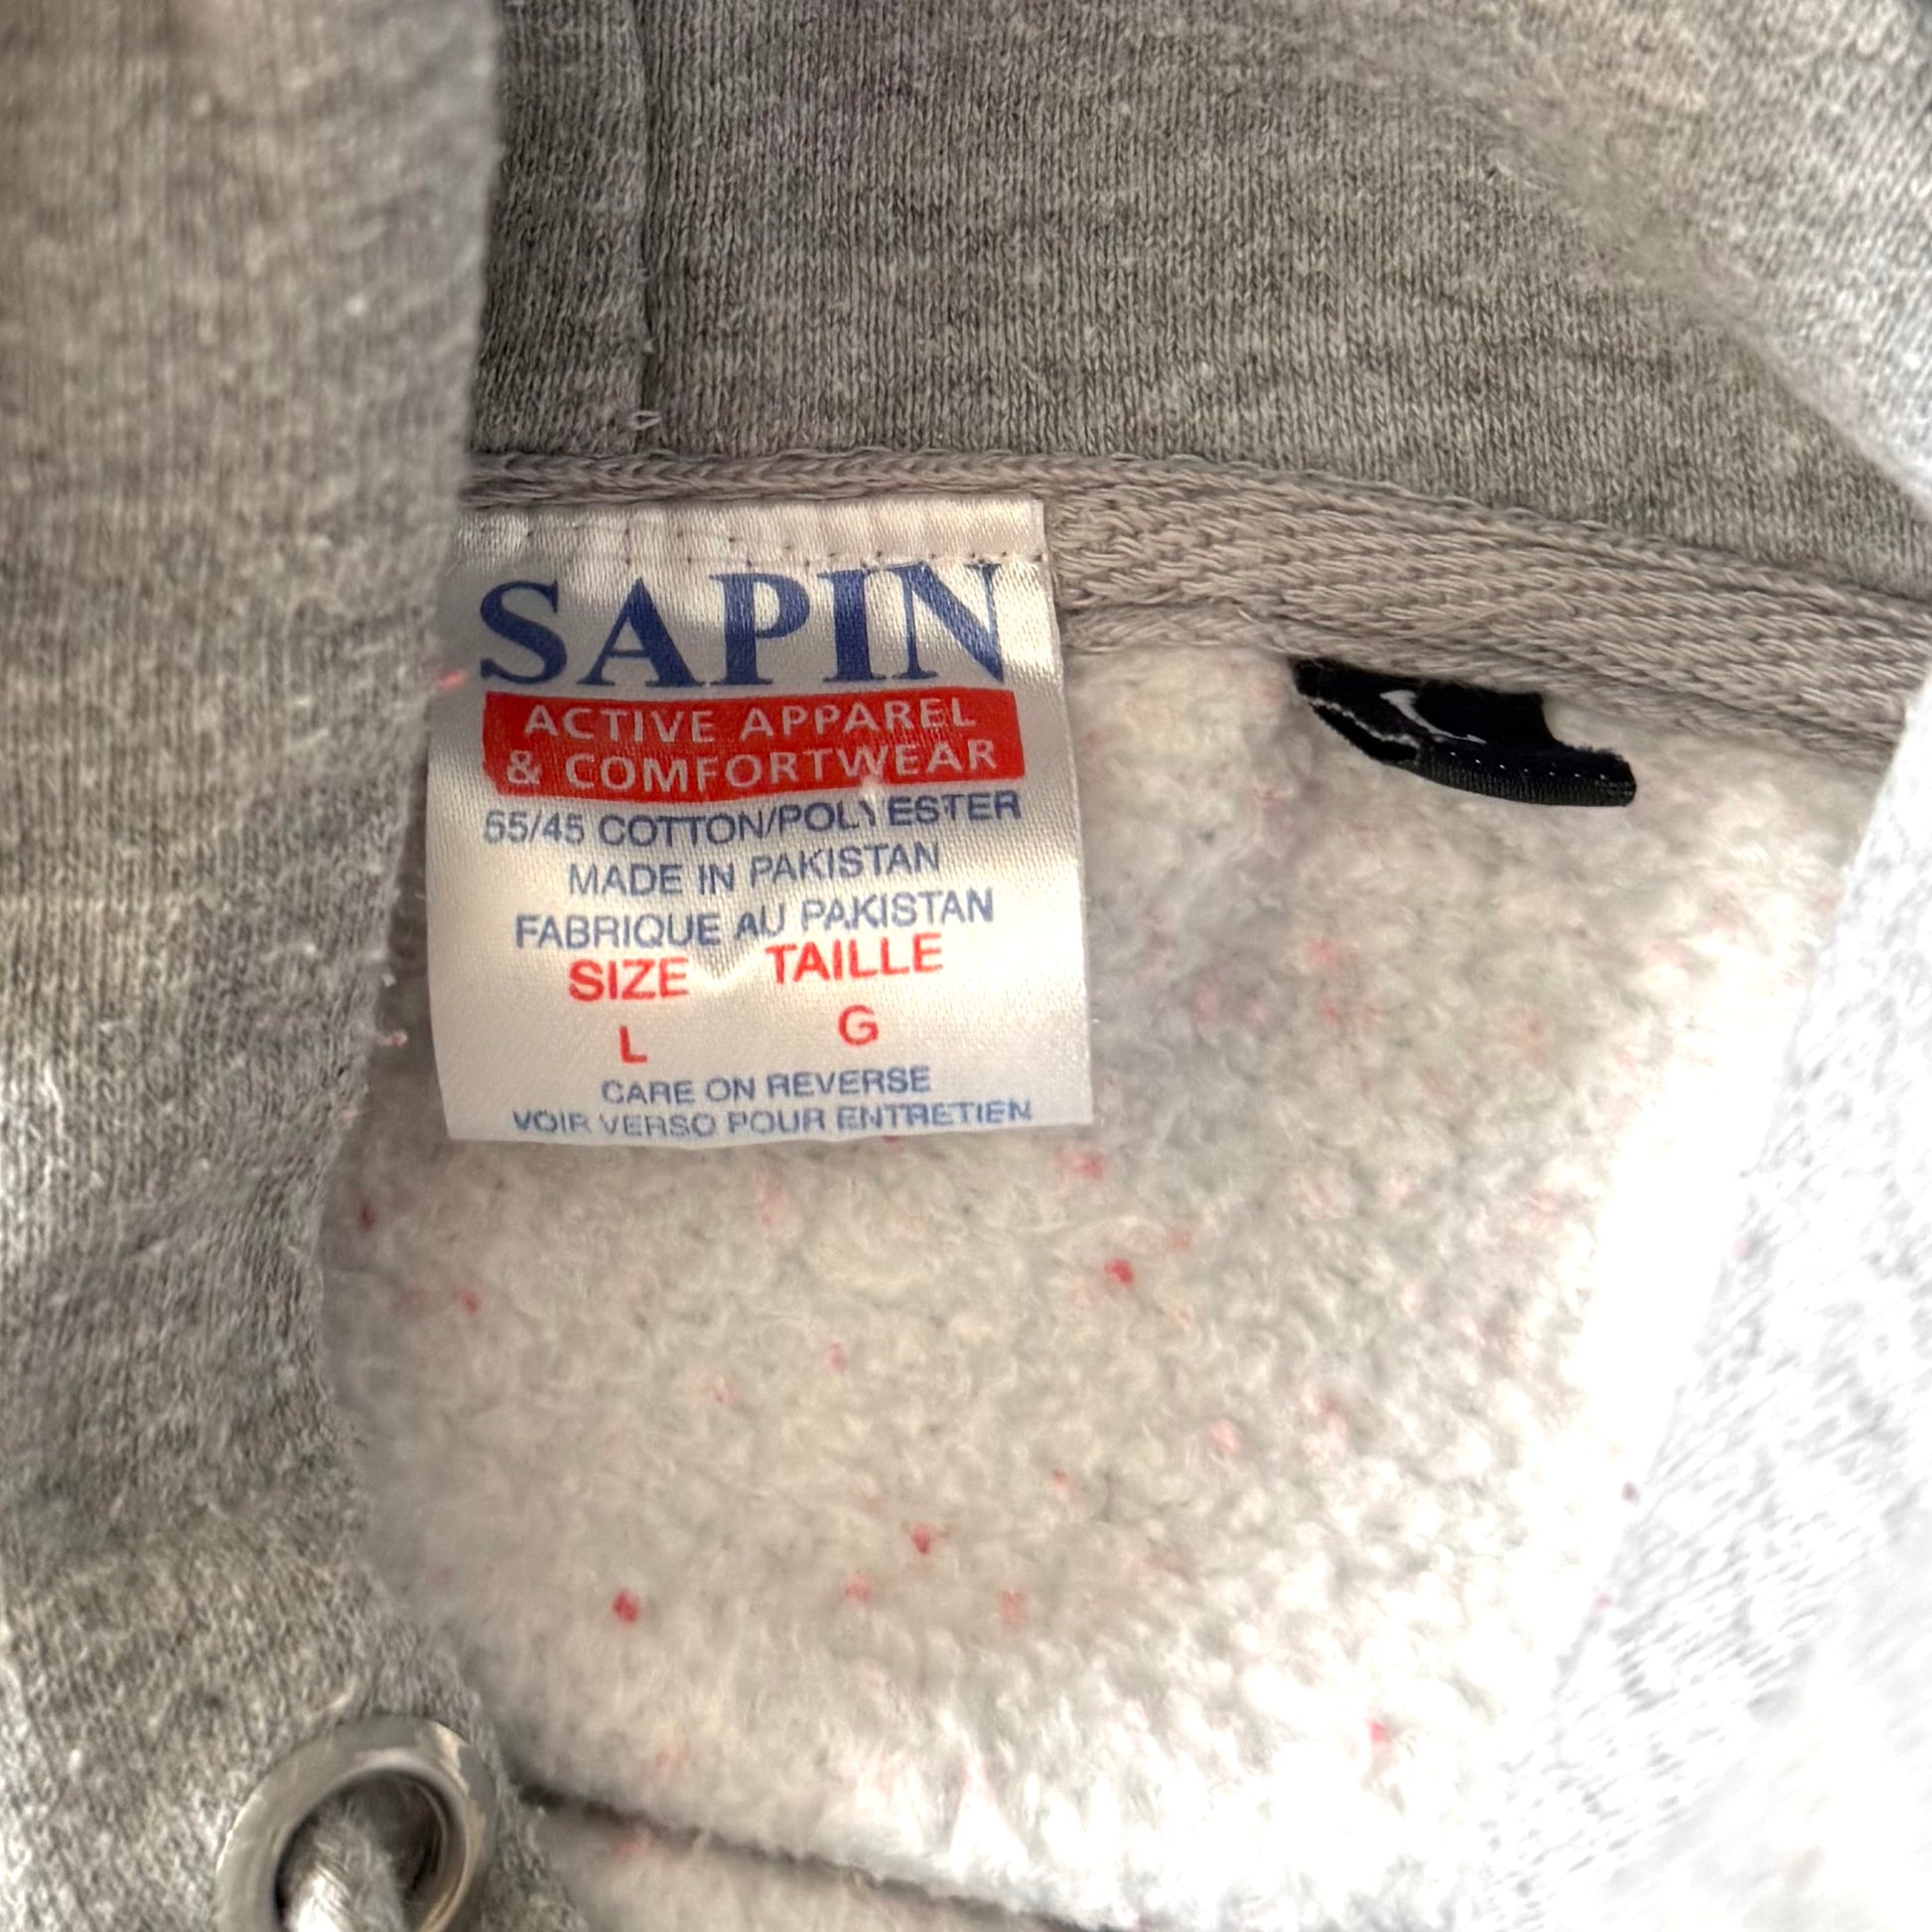 SAPIN
ACTIVE APPAREL
& COMFORTWEAR
55/45 COTTON/POLYESTER
MADE IN PAKISTAN
FABRIQUE AU PAKISTAN
SIZE TAILLE
L G
CARE ON REVERSE
VOIR VERSO POUR ENTRETIEN